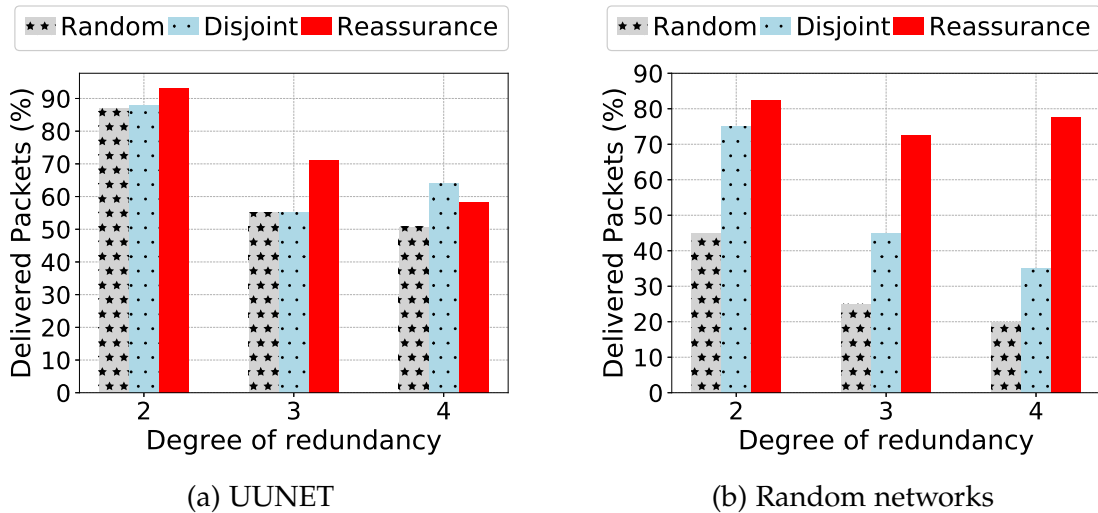 Random Disjoint Reassurance
Delivered Packets (%)
90
80
70
60
50
40
30
20
10
0
2 3 4
Degree of redundancy
(a) UUNET
Random Disjoint Reassurance
Delivered Packets (%)
90
80
70
60
50
40
30
20
10
0
2 3 4
Degree of redundancy
(b) Random networks